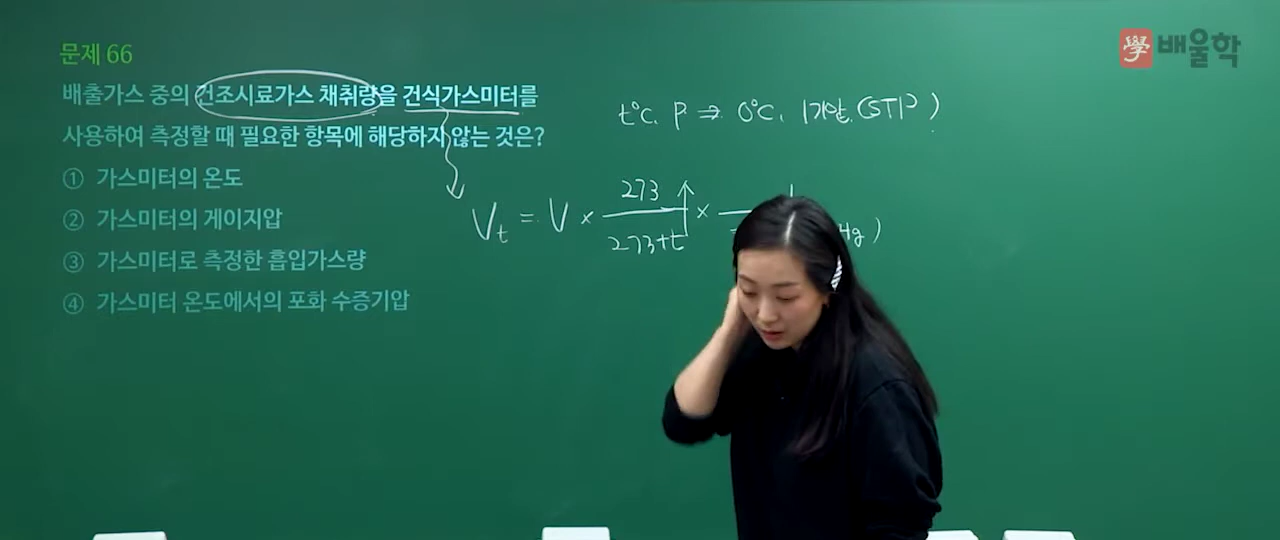 문제 66
學 배울학
배출가스 중의 건조시료가스 채취량을 건식가스미터를
사용하여 측정할 때 필요한 항목에 해당하지 않는 것은?
① 가스미터의 온도
② 가스미터의 게이지압
③ 가스미터로 측정한 흡입가스량
④ 가스미터 온도에서의 포화 수증기압
t℃, P ⇒ 0℃, 1기압 (STP)
Vt = V × 273 / 273+t ×
Hg )